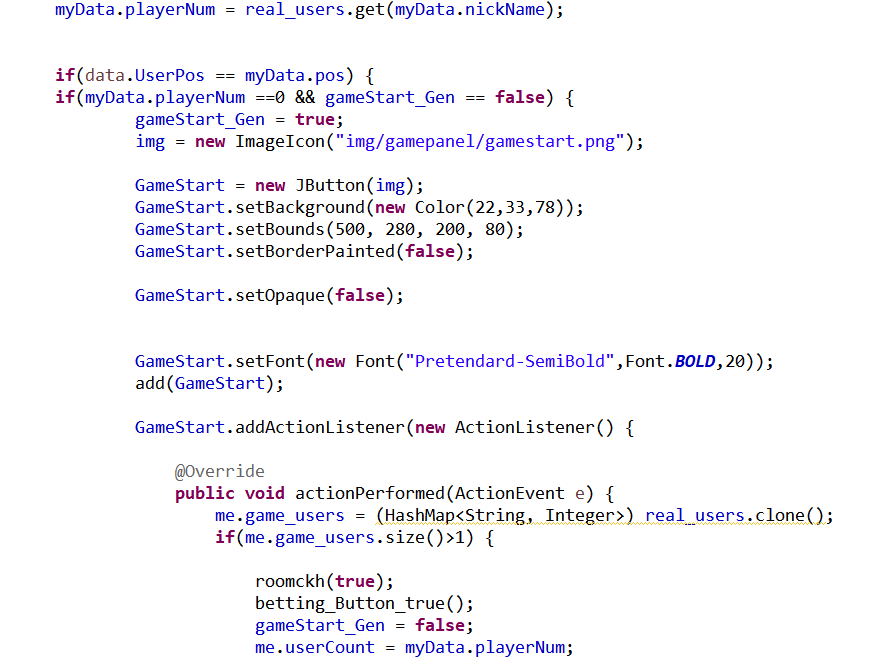 myData.playerNum = real_users.get(myData.nickName);
if(data.UserPos == myData.pos) {
if(myData.playerNum ==0 && gameStart_Gen == false) {
gameStart_Gen = true;
img = new ImageIcon("img/gamepanel/gamestart.png");
GameStart = new JButton(img);
GameStart.setBackground(new Color(22,33,78));
GameStart.setBounds(500, 280, 200, 80);
GameStart.setBorderPainted(false);
GameStart.setOpaque(false);
GameStart.setFont(new Font("Pretendard-SemiBold",Font.BOLD,20));
add(GameStart);
GameStart.addActionListener(new ActionListener() {
@Override
public void actionPerformed(ActionEvent e) {
me.game_users = (HashMap<String, Integer>) real_users.clone();
if(me.game_users.size()>1) {
roomckh(true);
betting_Button_true();
gameStart_Gen = false;
me.userCount = myData.playerNum;